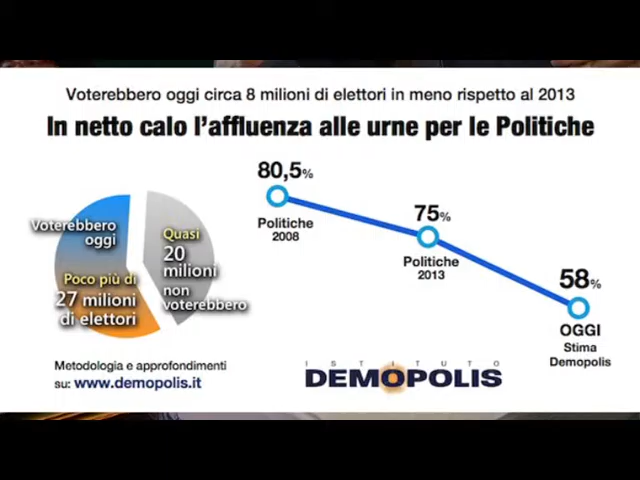 Voterebbero oggi circa 8 milioni di elettori in meno rispetto al 2013
In netto calo l'affluenza alle urne per le Politiche
80,5%
Politiche
2008
75%
Politiche
2013
58%
OGGI
Stima
Demopolis
Voterebbero
oggi
Poco più di
27 milioni
di elettori
Quasi
20
milioni
non
voterebbero
Metodologia e approfondimenti
su: www.demopolis.it
ISTITUTO
DEMOPOLIS